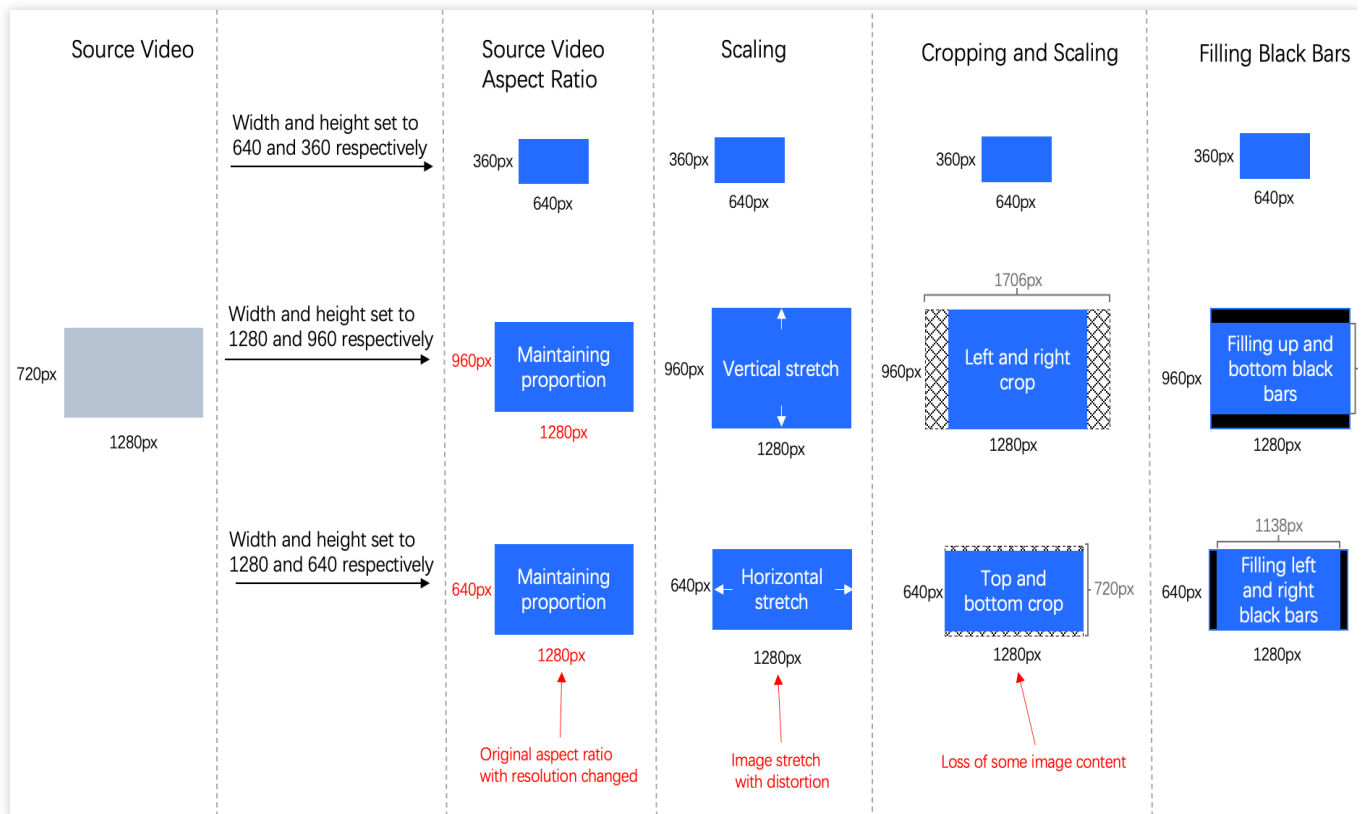 Source Video
Source Video
Aspect Ratio
Scaling
Cropping and Scaling
Filling Black Bars
Width and height set to
640 and 360 respectively
360px
640px
360px
640px
360px
640px
360px
640px
720px
1280px
Width and height set to
1280 and 960 respectively
960px
Maintaining
proportion
1280px
960px
Vertical stretch
1280px
1706px
960px
Left and right
crop
1280px
960px
Filling up and
bottom black
bars
1280px
Width and height set to
1280 and 640 respectively
640px
Maintaining
proportion
1280px
640px
Horizontal
stretch
1280px
640px
Top and
bottom crop
720px
1280px
1138px
640px
Filling left
and right
black bars
1280px
Original aspect ratio
with resolution changed
Image stretch
with distortion
Loss of some image content